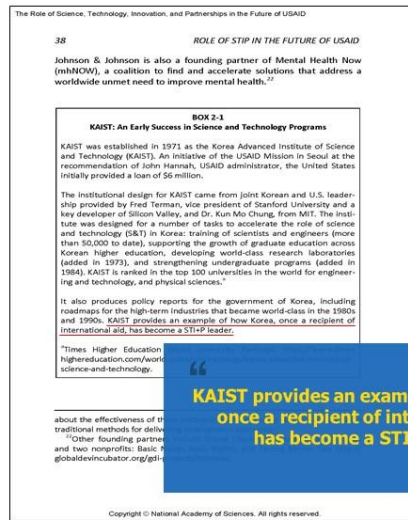 The Role of Science, Technology, Innovation, and Partnerships in the Future of USAID
38 ROLE OF STIP IN THE FUTURE OF USAID
Johnson & Johnson is also a founding partner of Mental Health Now
(mhNOW), a coalition to find and accelerate solutions that address a
worldwide unmet need to improve mental health.22
BOX 2-1
KAIST: An Early Success in Science and Technology Programs
KAIST was established in 1971 as the Korea Advanced Institute of Science
and Technology (KAIST). An initiative of the USAID Mission in Seoul at the
recommendation of John Hannah, USAID administrator, the United States
initially provided a loan of $6 million.
The institutional design for KAIST came from joint Korean and U.S. leader-
ship provided by Fred Terman, vice president of Stanford University and a
key developer of Silicon Valley, and Dr. Kun Mo Chung, from MIT. The insti-
tute was designed for a number of tasks to accelerate the role of science
and technology (S&T) in Korea: training of scientists and engineers (more
than 50,000 to date), supporting the growth of graduate education across
Korean higher education, developing world-class research laboratories
(added in 1973), and strengthening undergraduate programs (added in
1984). KAIST is ranked in the top 100 universities in the world for engineer-
ing and technology, and physical sciences.a
It also produces policy reports for the government of Korea, including
roadmaps for the high-term industries that became world-class in the 1980s
and 1990s. KAIST provides an example of how Korea, once a recipient of
international aid, has become a STI+P leader.
aTimes Higher Education
highereducation.com/world
science-and-technology.
“
KAIST provides an exam
once a recipient of int
has become a STI
about the effectiveness of
traditional methods for
22Other founding
and two nonprofits: Basic
globaldevincubator.org/gdi-
Copyright © National Academy of Sciences. All rights reserved.